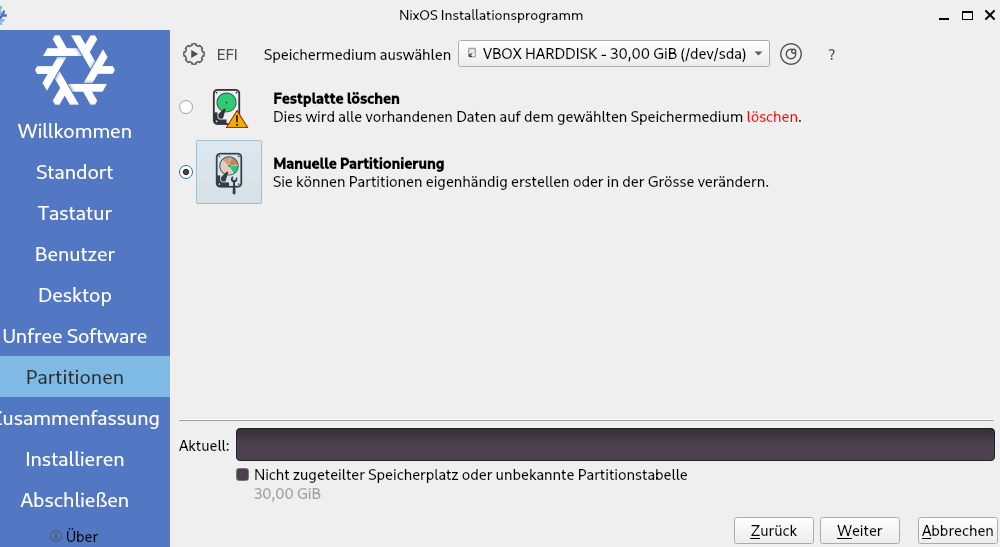 NixOS Installationsprogramm
EFI Speichermedium auswählen VBOX HARDDISK - 30,00 GiB (/dev/sda) ?
Festplatte löschen
Dies wird alle vorhandenen Daten auf dem gewählten Speichermedium löschen.
Manuelle Partitionierung
Sie können Partitionen eigenhändig erstellen oder in der Grösse verändern.
Willkommen
Standort
Tastatur
Benutzer
Desktop
Unfree Software
Partitionen
Zusammenfassung
Installieren
Abschließen
Über
Aktuell:
Nicht zugeteilter Speicherplatz oder unbekannte Partitionstabelle
30,00 GiB
Zurück Weiter Abbrechen